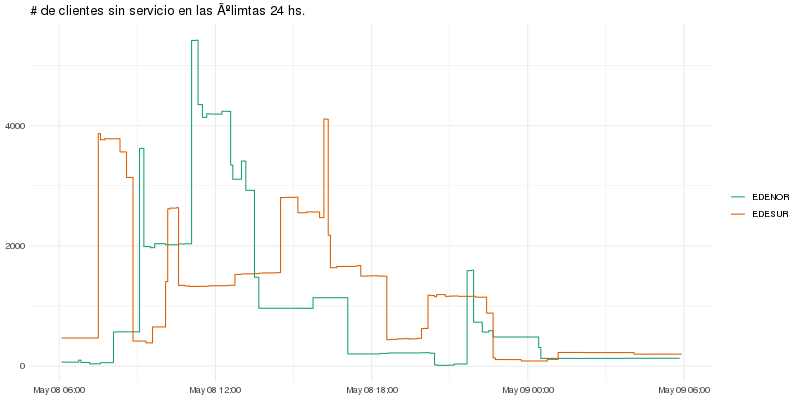 # de clientes sin servicio en las Ãºlimtas 24 hs.
4000
2000
0
May 08 06:00
May 08 12:00
May 08 18:00
May 09 00:00
May 09 06:00
EDENOR
EDESUR